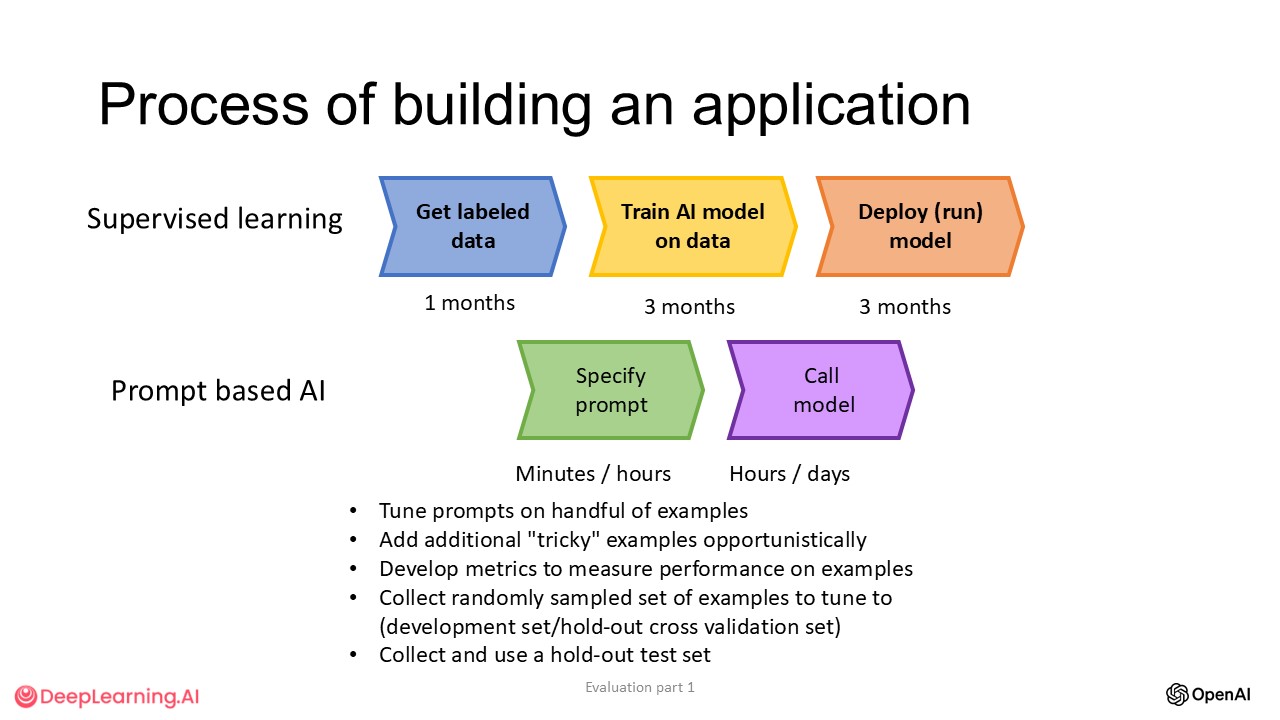 Process of building an application
Supervised learning
Get labeled
data
Train AI model
on data
Deploy (run)
model
1 months
3 months
3 months
Prompt based AI
Specify
prompt
Call
model
Minutes / hours
Hours / days
• Tune prompts on handful of examples
• Add additional "tricky" examples opportunistically
• Develop metrics to measure performance on examples
• Collect randomly sampled set of examples to tune to
(development set/hold-out cross validation set)
• Collect and use a hold-out test set
DeepLearning.AI
Evaluation part 1
OpenAI